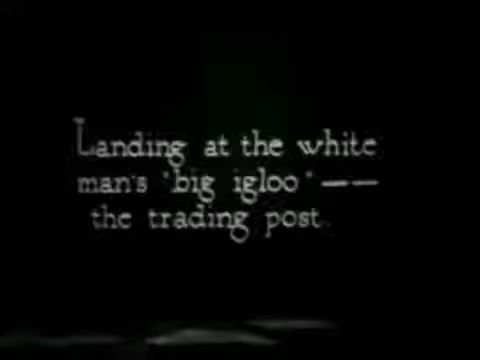 Landing at the white
man's "big igloo" — —
the trading post.